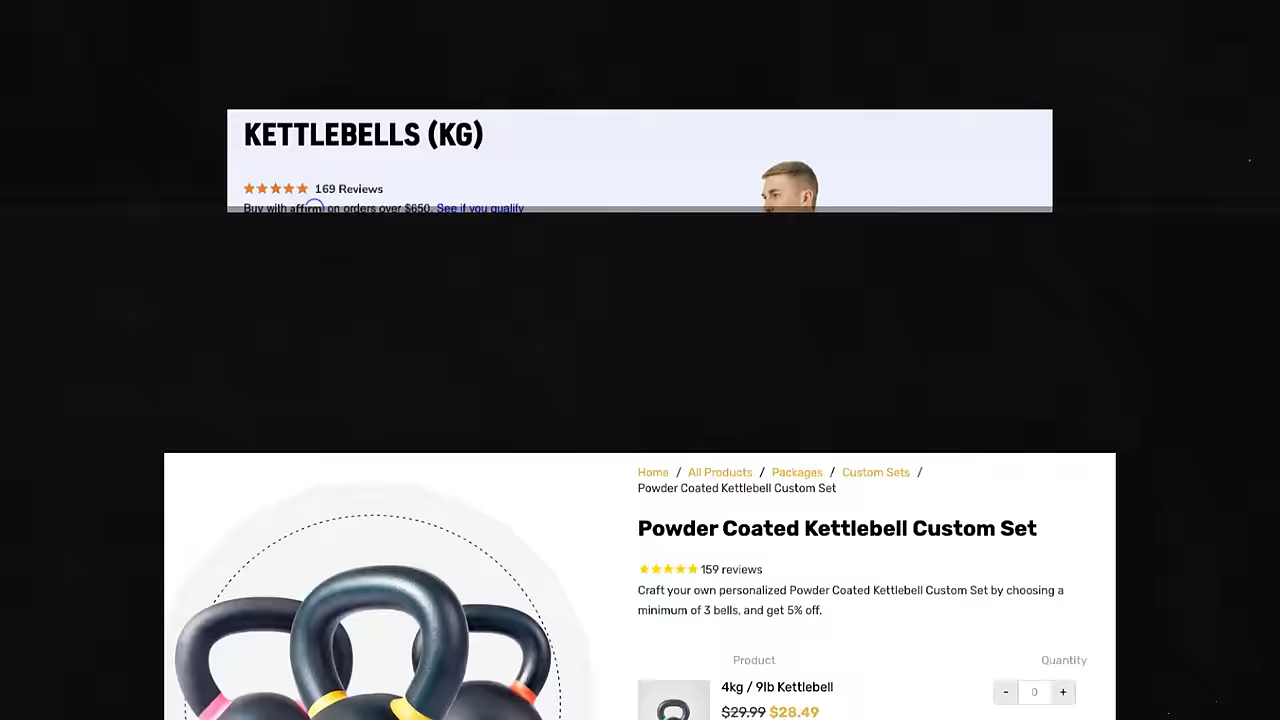 KETTLEBELLS (KG)
169 Reviews
Buy with affirm on orders over $650. See if you qualify
Home / All Products / Packages / Custom Sets /
Powder Coated Kettlebell Custom Set
Powder Coated Kettlebell Custom Set
159 reviews
Craft your own personalized Powder Coated Kettlebell Custom Set by choosing a
minimum of 3 bells, and get 5% off.
Product Quantity
4kg / 9lb Kettlebell
- 0 +
$29.99 $28.49